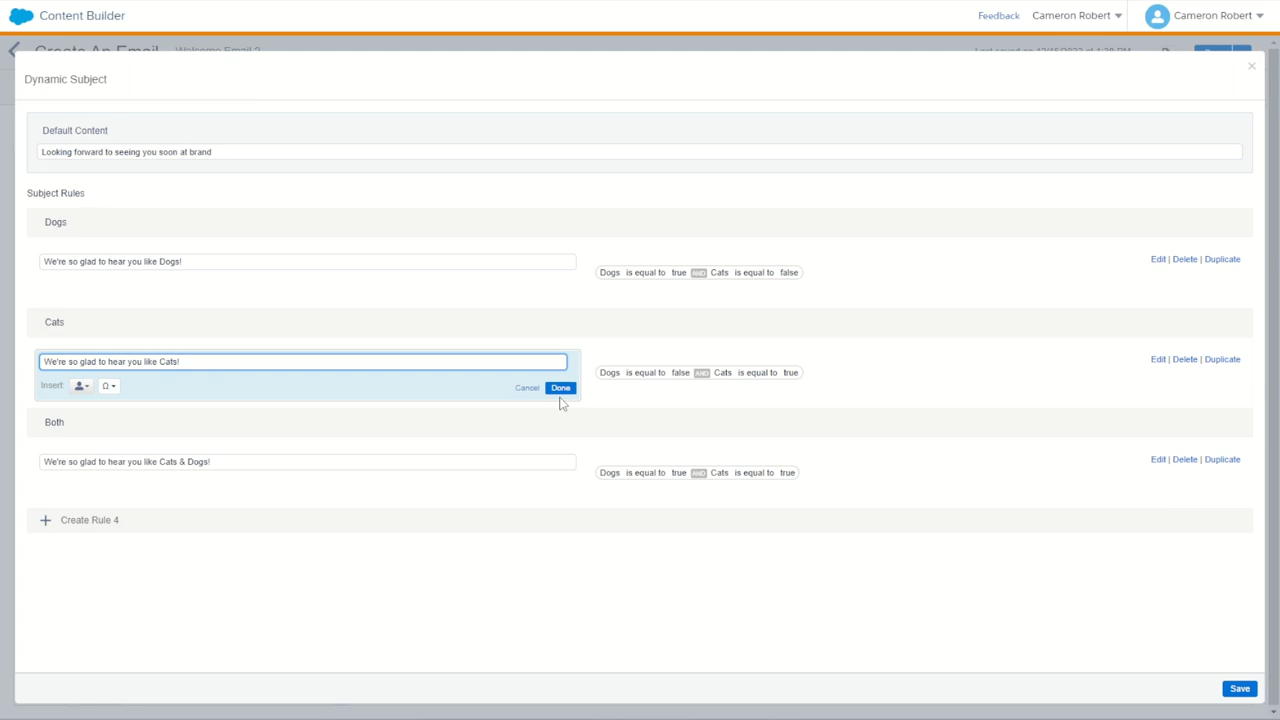 Content Builder
Feedback Cameron Robert Cameron Robert
Create An Email Welcome Email 2
Dynamic Subject
×
Default Content
Looking forward to seeing you soon at brand
Subject Rules
Dogs
We're so glad to hear you like Dogs!
Dogs is equal to true AND Cats is equal to false
Edit | Delete | Duplicate
Cats
We're so glad to hear you like Cats!
Insert: Ω Cancel Done
Dogs is equal to false AND Cats is equal to true
Edit | Delete | Duplicate
Both
We're so glad to hear you like Cats & Dogs!
Dogs is equal to true AND Cats is equal to true
Edit | Delete | Duplicate
+ Create Rule 4
Save